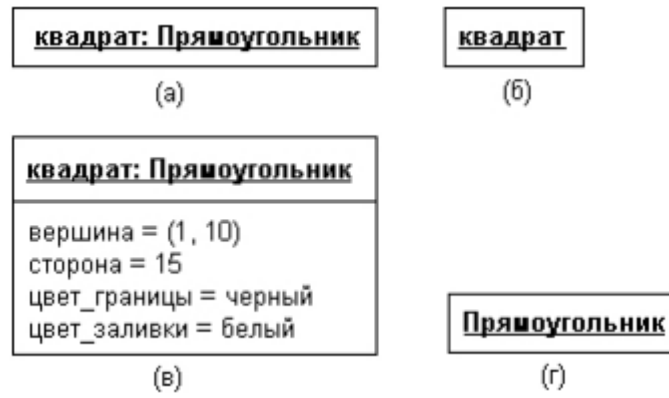 квадрат: Прямоугольник
квадрат
(а)
(б)
квадрат: Прямоугольник
вершина = (1, 10)
сторона = 15
цвет_границы = черный
цвет_заливки = белый
Прямоугольник
(в)
(г)